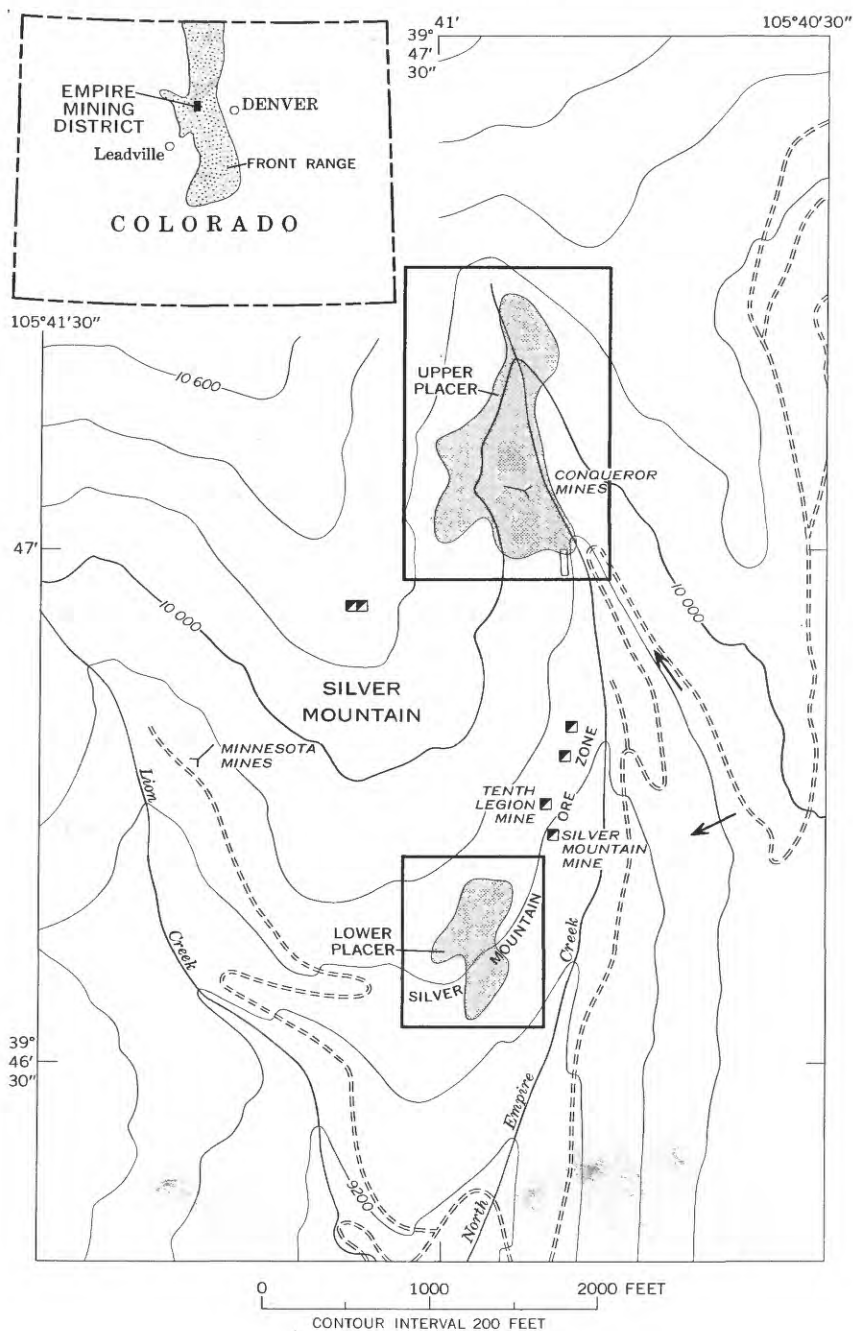 EMPIRE
MINING
DISTRICT
DENVER
Leadville
FRONT RANGE
COLORADO
41'
105°40'30"
39°
47'
30"
105°41'30"
10 600
UPPER
PLACER
CONQUEROR
MINES
47'
10 000
10 000
SILVER
MOUNTAIN
MINNESOTA
MINES
Lion
Creek
TENTH
LEGION
MINE
SILVER
MOUNTAIN
MINE
LOWER
PLACER
SILVER MOUNTAIN ORE ZONE
39°
46'
30"
North Empire Creek
9200
0 1000 2000 FEET
CONTOUR INTERVAL 200 FEET